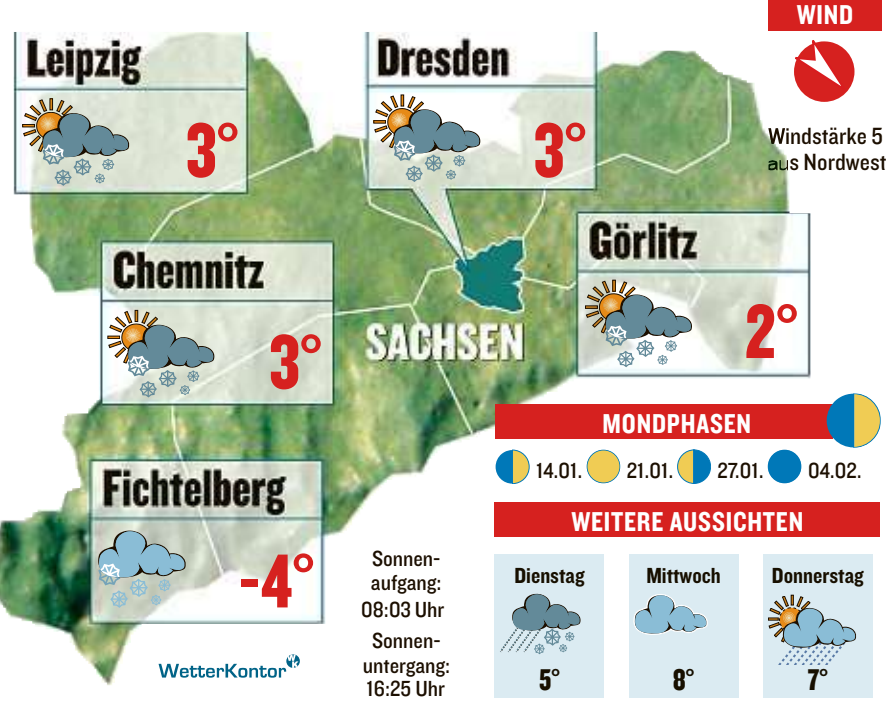 WIND
Windstärke 5
aus Nordwest
Leipzig
3°
Dresden
3°
Chemnitz
3°
Görlitz
2°
SACHSEN
Fichtelberg
-4°
MONDPHASEN
14.01. 21.01. 27.01. 04.02.
WEITERE AUSSICHTEN
Dienstag
5°
Mittwoch
8°
Donnerstag
7°
Sonnen-
aufgang:
08:03 Uhr
Sonnen-
untergang:
16:25 Uhr
WetterKontor